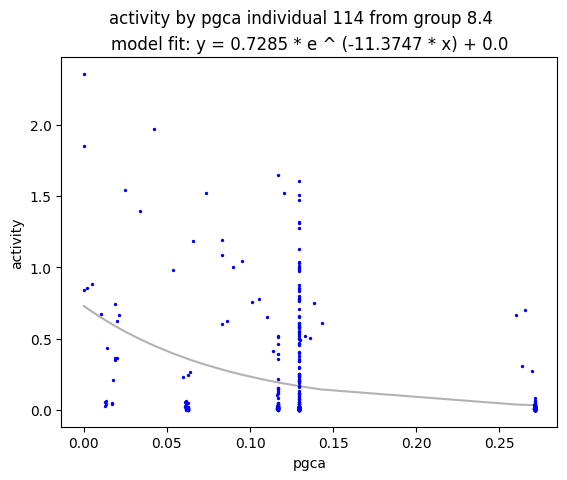 activity by pgca individual 114 from group 8.4
model fit: y = 0.7285 * e ^ (-11.3747 * x) + 0.0
2.0
1.5
1.0
0.5
0.0
activity
0.00
0.05
0.10
0.15
0.20
0.25
pgca